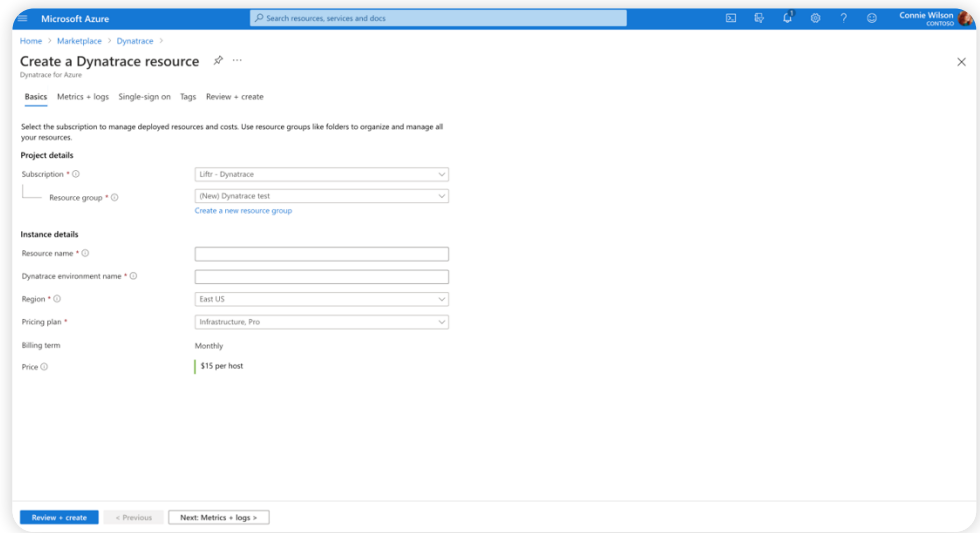 Microsoft Azure
Search resources, services and docs
1
Connie Wilson
CONTOSO
Home > Marketplace > Dynatrace >
Create a Dynatrace resource ...
Dynatrace for Azure
Basics Metrics + logs Single-sign on Tags Review + create
Select the subscription to manage deployed resources and costs. Use resource groups like folders to organize and manage all
your resources.
Project details
Subscription * Liftr - Dynatrace
Resource group * (New) Dynatrace test
Create a new resource group
Instance details
Resource name *
Dynatrace environment name *
Region * East US
Pricing plan * Infrastructure, Pro
Billing term Monthly
Price $15 per host
Review + create < Previous Next: Metrics + logs >